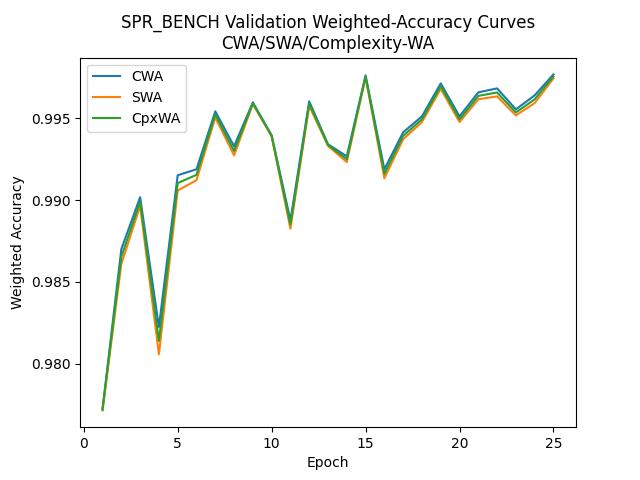 SPR_BENCH Validation Weighted-Accuracy Curves
CWA/SWA/Complexity-WA
CWA
SWA
CpxWA
Weighted Accuracy
0.995
0.990
0.985
0.980
0 5 10 15 20 25
Epoch